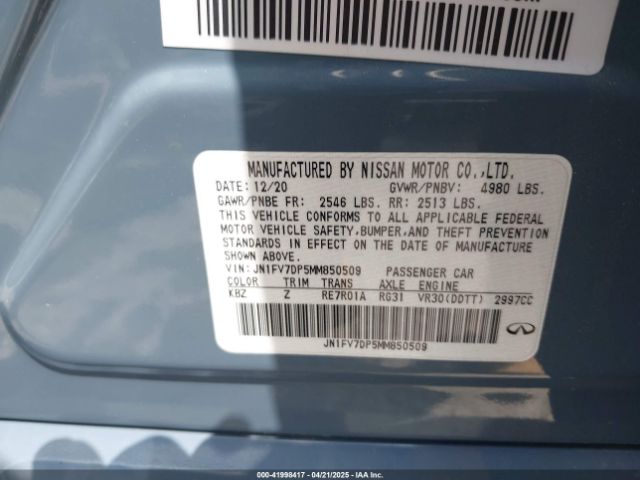 MANUFACTURED BY NISSAN MOTOR CO.,LTD.
DATE: 12/20 GVWR/PNBV: 4980 LBS.
GAWR/PNBE FR: 2546 LBS. RR: 2513 LBS.
THIS VEHICLE CONFORMS TO ALL APPLICABLE FEDERAL
MOTOR VEHICLE SAFETY,BUMPER,AND THEFT PREVENTION
STANDARDS IN EFFECT ON THE DATE OF MANUFACTURE
SHOWN ABOVE.
VIN: JN1FV7DP5MM850509 PASSENGER CAR
COLOR TRIM TRANS AXLE ENGINE
KBZ Z RE7R01A RG31 VR30(DDTT) 2997CC
JN1FV7DP5MM850509
000-41998417 - 04/21/2025 - IAAI.COM